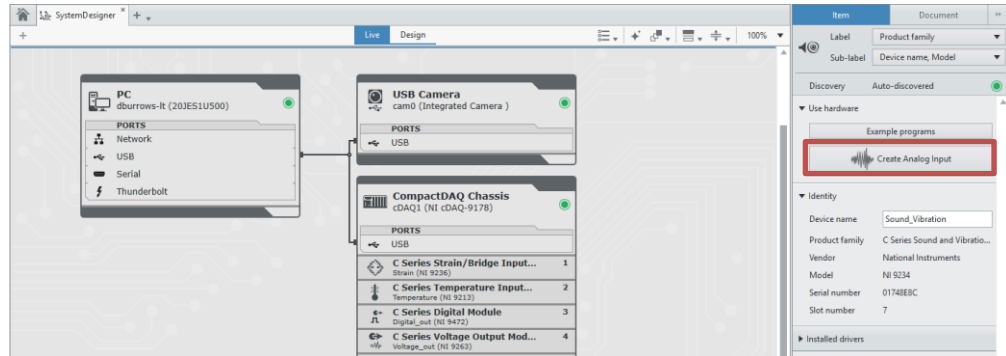 SystemDesigner
Live
Design
100%
PC
dburrows-lt (20JES1U500)
PORTS
Network
USB
Serial
Thunderbolt
USB Camera
cam0 (Integrated Camera )
PORTS
USB
CompactDAQ Chassis
cDAQ1 (NI cDAQ-9178)
PORTS
USB
C Series Strain/Bridge Input... 1
Strain (NI 9236)
C Series Temperature Input... 2
Temperature (NI 9213)
C Series Digital Module 3
Digital_out (NI 9472)
C Series Voltage Output Mod... 4
Voltage_out (NI 9263)
Item
Document
Label Product family
Sub-label Device name, Model
Discovery Auto-discovered
Use hardware
Example programs
Create Analog Input
Identity
Device name Sound_Vibration
Product family C Series Sound and Vibratio...
Vendor National Instruments
Model NI 9234
Serial number 01748E8C
Slot number 7
Installed drivers